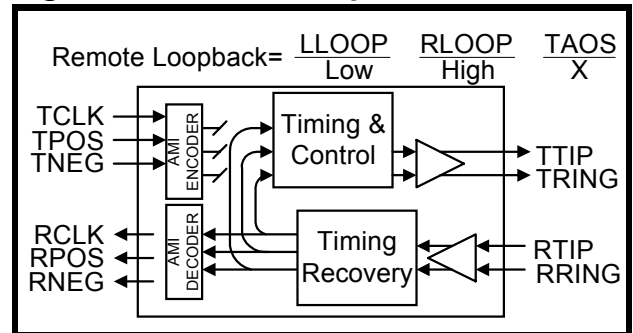 Remote Loopback= LLOOP RLOOP TAOS
Low High X
TCLK
TPOS
TNEG
AMI
ENCODER
Timing &
Control
TTIP
TRING
RCLK
RPOS
RNEG
AMI
DECODER
Timing
Recovery
RTIP
RRING